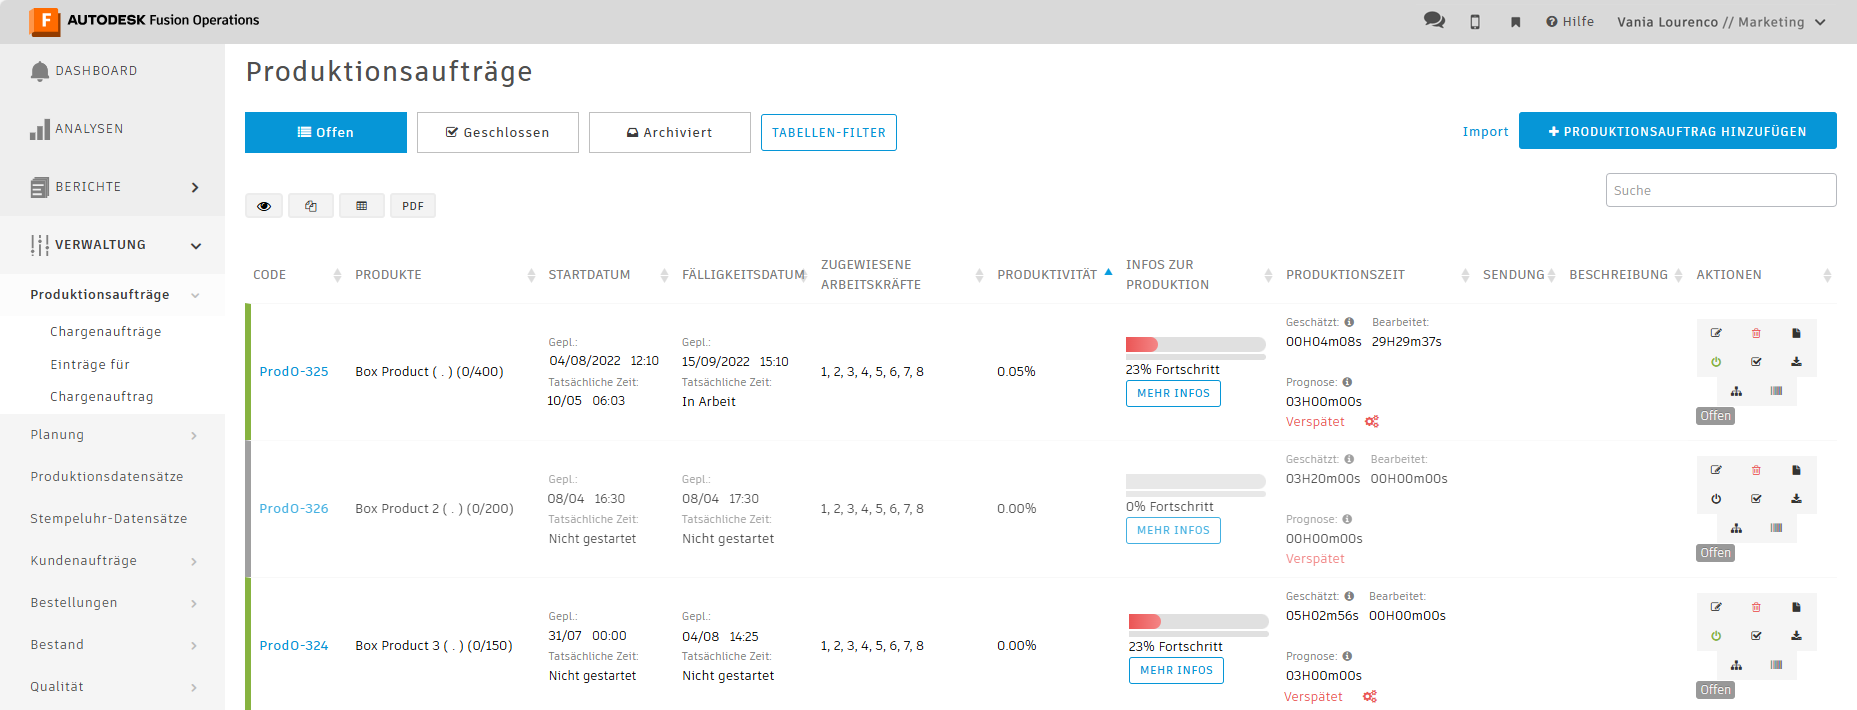 AUTODESK Fusion Operations
Hilfe
Vania Lourenco // Marketing
DASHBOARD
ANALYSEN
BERICHTE
VERWALTUNG
Produktionsaufträge
Chargenaufträge
Einträge für
Chargenauftrag
Planung
Produktionsdatensätze
Stempeluhr-Datensätze
Kundenaufträge
Bestellungen
Bestand
Qualität
Produktionsaufträge
Offen
Geschlossen
Archiviert
TABELLEN-FILTER
Import
PRODUKTIONSAUFTRAG HINZUFÜGEN
Suche
PDF
CODE
PRODUKTE
STARTDATUM
FÄLLIGKEITSDATUM
ZUGEWIESENE
ARBEITSKRÄFTE
PRODUKTIVITÄT
INFOS ZUR
PRODUKTION
PRODUKTIONSZEIT
SENDUNG
BESCHREIBUNG
AKTIONEN
ProdO-325
Box Product ( . ) (0/400)
Gepl.:
04/08/2022 12:10
Tatsächliche Zeit:
10/05 06:03
Gepl.:
15/09/2022 15:10
Tatsächliche Zeit:
In Arbeit
1, 2, 3, 4, 5, 6, 7, 8
0.05%
23% Fortschritt
MEHR INFOS
Geschätzt: Bearbeitet:
00H04m08s 29H29m37s
Prognose:
03H00m00s
Verspätet
Offen
ProdO-326
Box Product 2 ( . ) (0/200)
Gepl.:
08/04 16:30
Tatsächliche Zeit:
Nicht gestartet
Gepl.:
08/04 17:30
Tatsächliche Zeit:
Nicht gestartet
1, 2, 3, 4, 5, 6, 7, 8
0.00%
0% Fortschritt
MEHR INFOS
Geschätzt: Bearbeitet:
03H20m00s 00H00m00s
Prognose:
00H00m00s
Verspätet
Offen
ProdO-324
Box Product 3 ( . ) (0/150)
Gepl.:
31/07 00:00
Tatsächliche Zeit:
Nicht gestartet
Gepl.:
04/08 14:25
Tatsächliche Zeit:
Nicht gestartet
1, 2, 3, 4, 5, 6, 7, 8
0.00%
23% Fortschritt
MEHR INFOS
Geschätzt: Bearbeitet:
05H02m56s 00H00m00s
Prognose:
03H00m00s
Verspätet
Offen